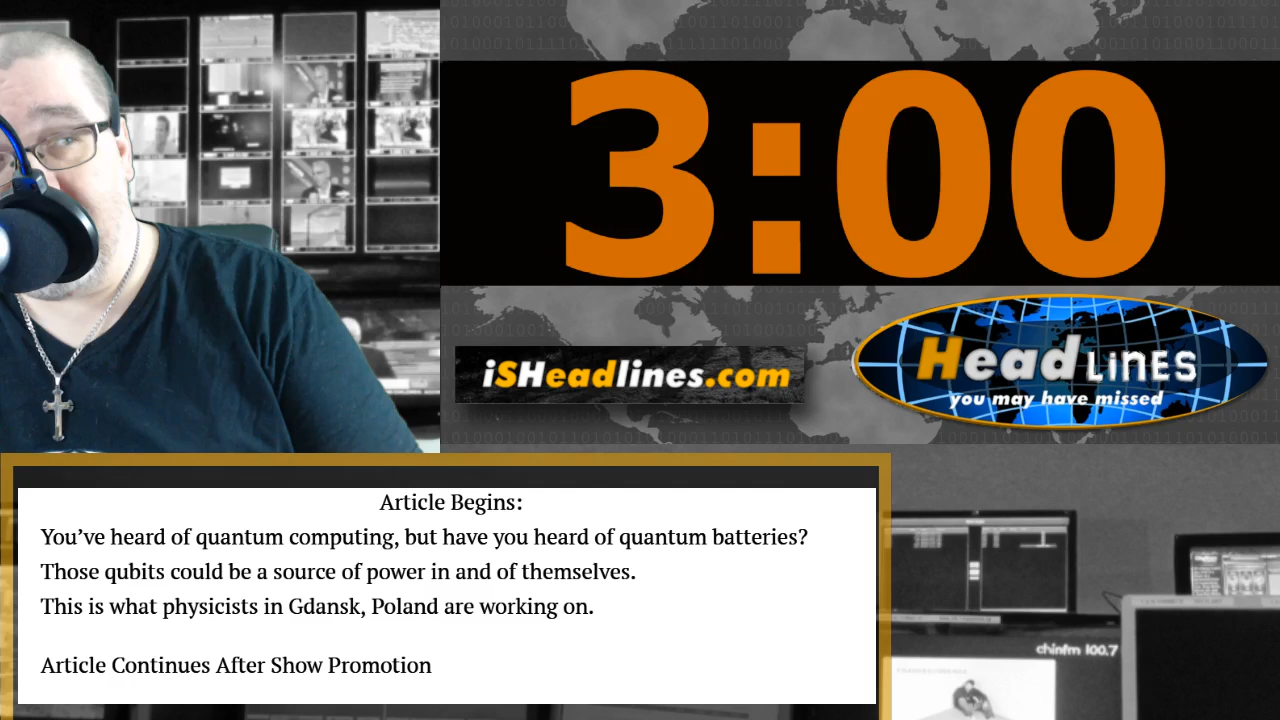 3:00
iSHeadlines.com
HeadLINES
you may have missed
Article Begins:
You've heard of quantum computing, but have you heard of quantum batteries?
Those qubits could be a source of power in and of themselves.
This is what physicists in Gdansk, Poland are working on.
Article Continues After Show Promotion
chinfm 100.7